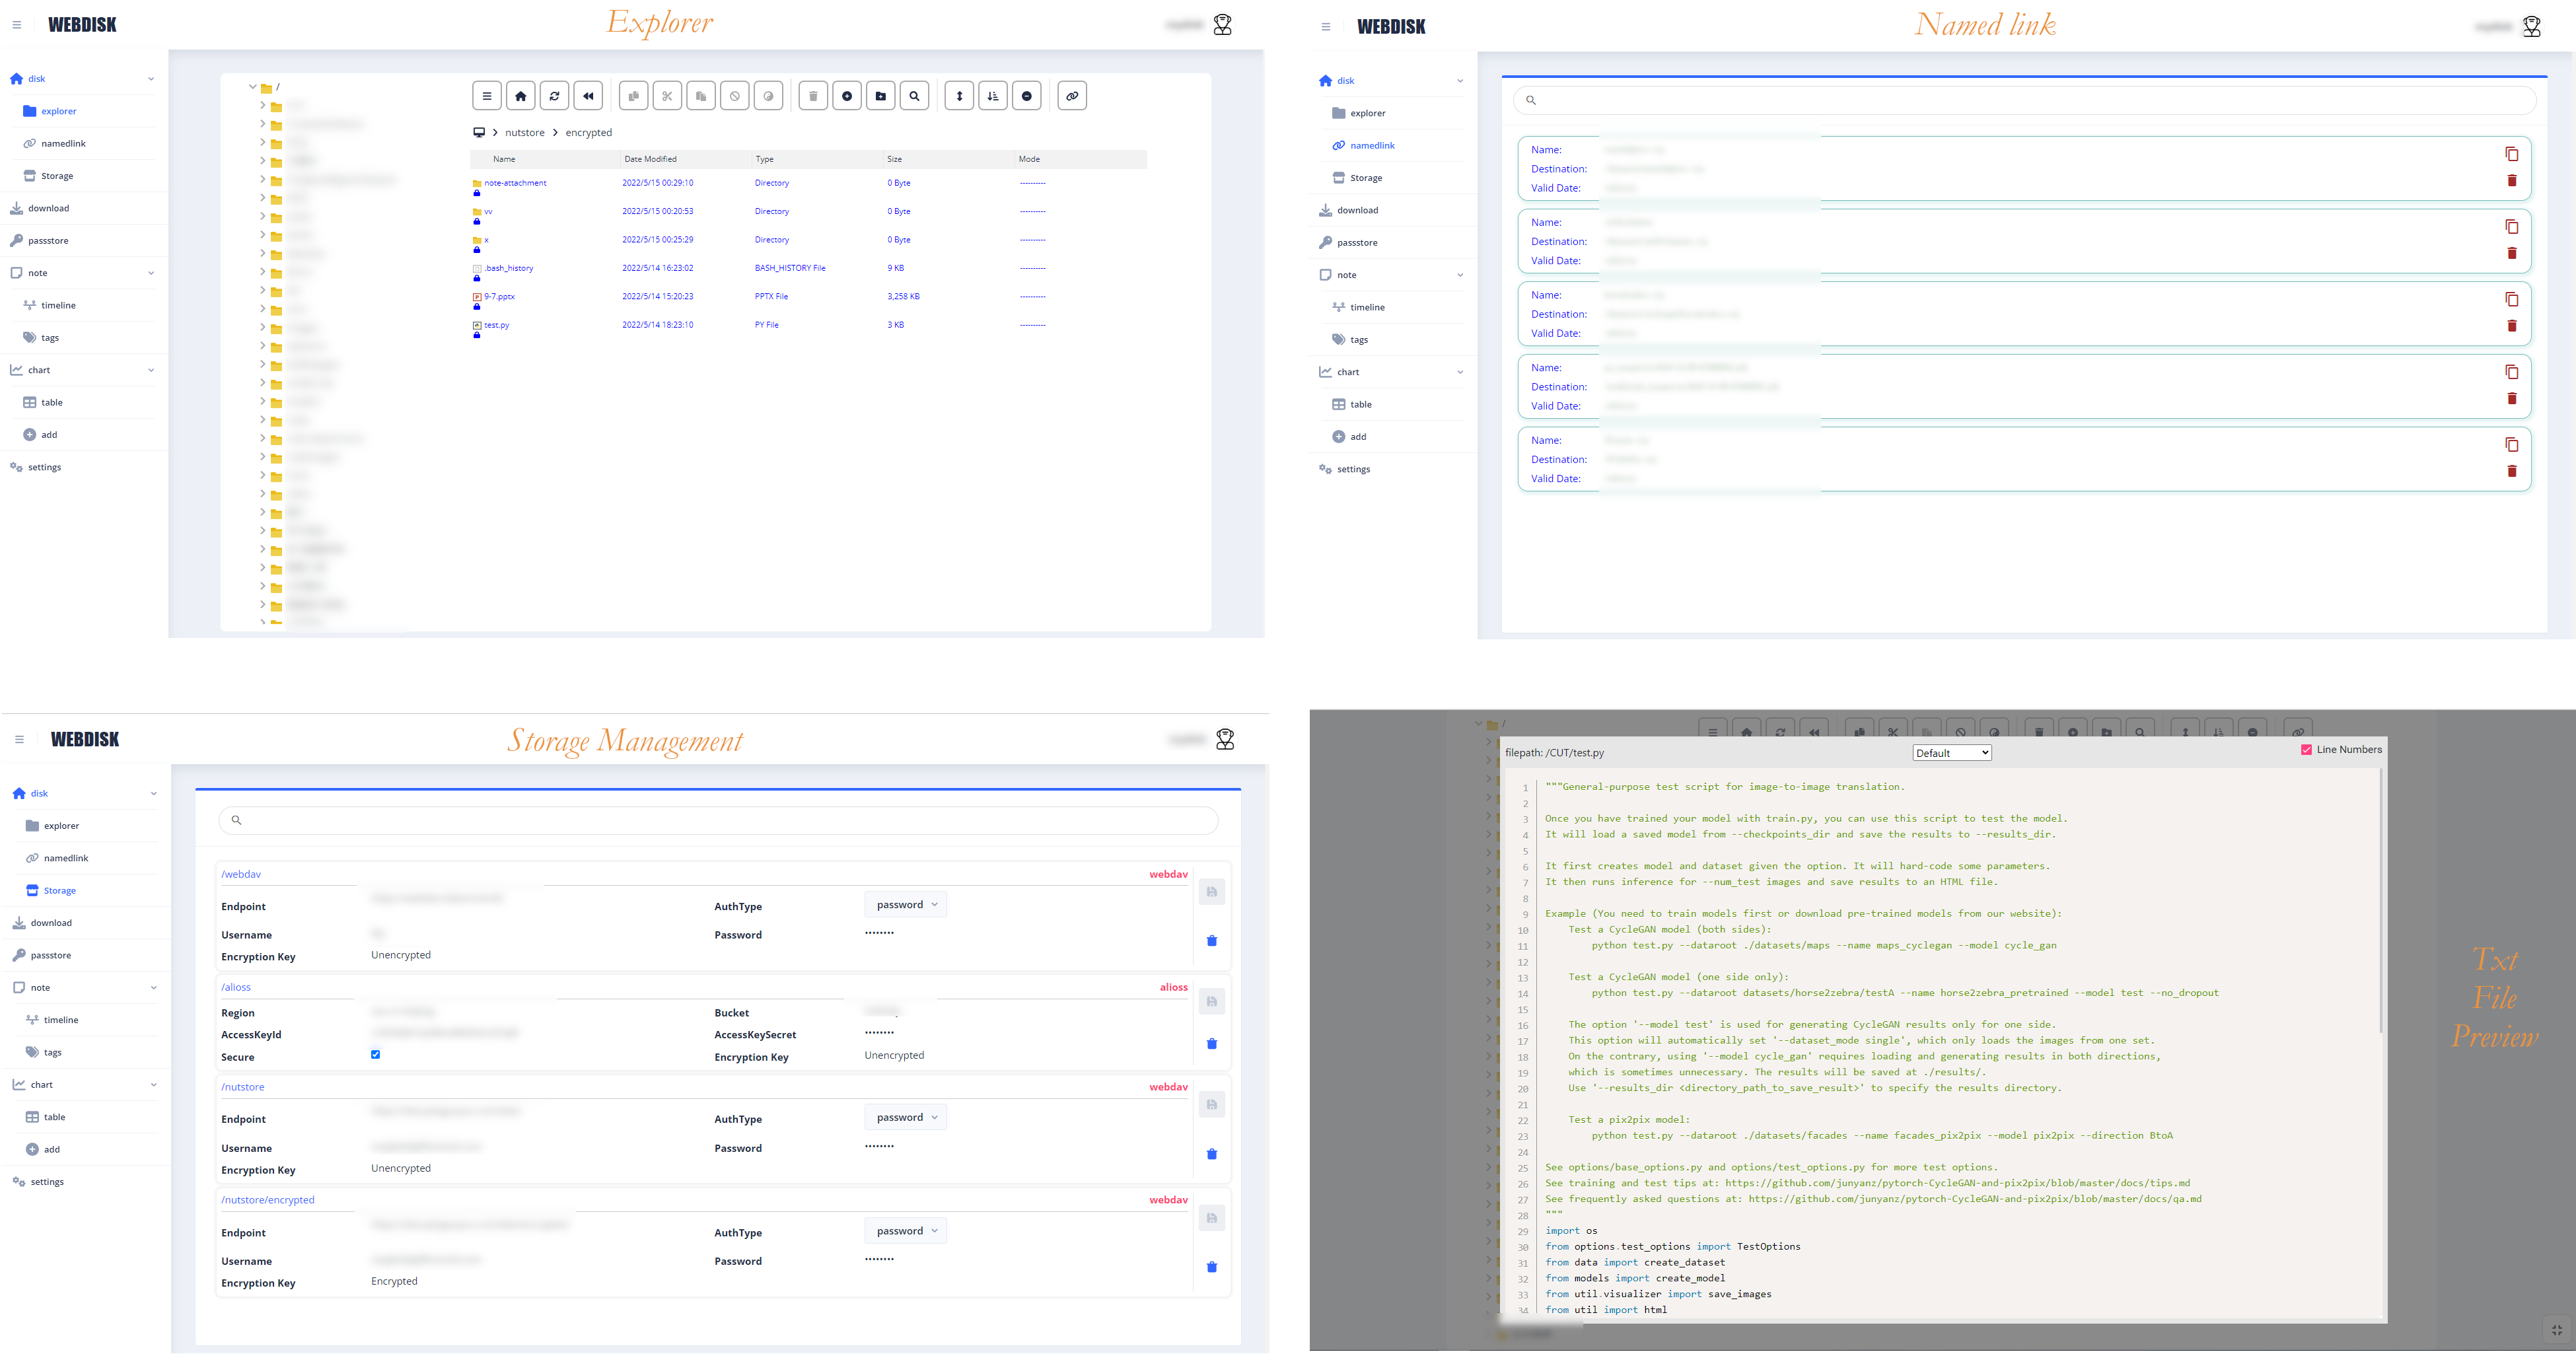 WEBDISK
Explorer
disk
explorer
namedlink
Storage
download
passstore
note
timeline
tags
chart
table
add
settings
/
nutstore > encrypted
Name Date Modified Type Size Mode
note-attachment 2022/5/15 00:29:10 Directory 0 Byte ----------
vv 2022/5/15 00:20:53 Directory 0 Byte ----------
x 2022/5/15 00:25:29 Directory 0 Byte ----------
.bash_history 2022/5/14 16:23:02 BASH_HISTORY File 9 KB ----------
9-7.pptx 2022/5/14 15:20:23 PPTX File 3,258 KB ----------
test.py 2022/5/14 18:23:10 PY File 3 KB ----------
WEBDISK
Named link
disk
explorer
namedlink
Storage
download
passstore
note
timeline
tags
chart
table
add
settings
Name:
Destination:
Valid Date:
Name:
Destination:
Valid Date:
Name:
Destination:
Valid Date:
Name:
Destination:
Valid Date:
Name:
Destination:
Valid Date:
WEBDISK
Storage Management
disk
explorer
namedlink
Storage
download
passstore
note
timeline
tags
chart
table
add
settings
/webdav webdav
Endpoint AuthType password
Username Password ••••••••
Encryption Key Unencrypted
/alioss alioss
Region Bucket
AccessKeyId AccessKeySecret ••••••••
Secure Encryption Key Unencrypted
/nutstore webdav
Endpoint AuthType password
Username Password ••••••••
Encryption Key Unencrypted
/nutstore/encrypted webdav
Endpoint AuthType password
Username Password ••••••••
Encryption Key Encrypted
/
filepath: /CUT/test.py Default Line Numbers
1 """General-purpose test script for image-to-image translation.
2
3 Once you have trained your model with train.py, you can use this script to test the model.
4 It will load a saved model from --checkpoints_dir and save the results to --results_dir.
5
6 It first creates model and dataset given the option. It will hard-code some parameters.
7 It then runs inference for --num_test images and save results to an HTML file.
8
9 Example (You need to train models first or download pre-trained models from our website):
10 Test a CycleGAN model (both sides):
11 python test.py --dataroot ./datasets/maps --name maps_cyclegan --model cycle_gan
12
13 Test a CycleGAN model (one side only):
14 python test.py --dataroot datasets/horse2zebra/testA --name horse2zebra_pretrained --model test --no_dropout
15
16 The option '--model test' is used for generating CycleGAN results only for one side.
17 This option will automatically set '--dataset_mode single', which only loads the images from one set.
18 On the contrary, using '--model cycle_gan' requires loading and generating results in both directions,
19 which is sometimes unnecessary. The results will be saved at ./results/.
20 Use '--results_dir <directory_path_to_save_result>' to specify the results directory.
21
22 Test a pix2pix model:
23 python test.py --dataroot ./datasets/facades --name facades_pix2pix --model pix2pix --direction BtoA
24
25 See options/base_options.py and options/test_options.py for more test options.
26 See training and test tips at: https://github.com/junyanz/pytorch-CycleGAN-and-pix2pix/blob/master/docs/tips.md
27 See frequently asked questions at: https://github.com/junyanz/pytorch-CycleGAN-and-pix2pix/blob/master/docs/qa.md
28 """
29 import os
30 from options.test_options import TestOptions
31 from data import create_dataset
32 from models import create_model
33 from util.visualizer import save_images
34 from util import html
Txt
File
Preview